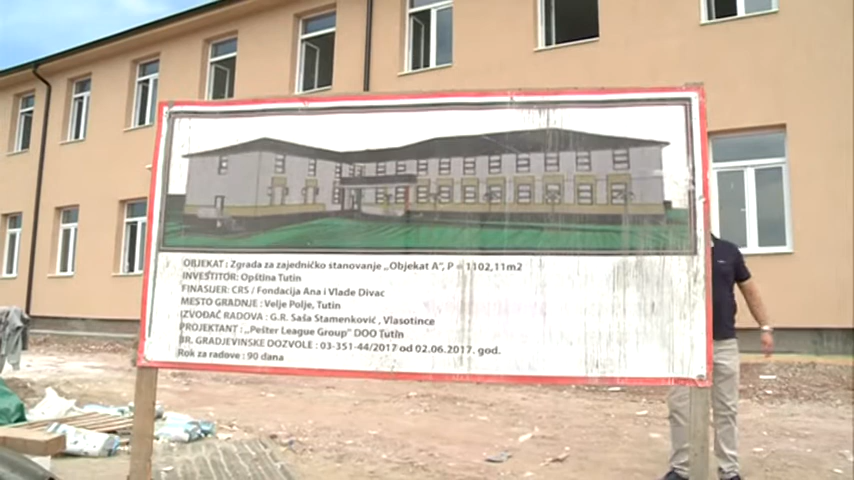 OBJEKAT : Zgrada za zajedničko stanovanje „Objekat A", P = 1102,11m2
INVESTITOR: Opština Tutin
FINASIJER: CRS / Fondacija Ana i Vlade Divac
MESTO GRADNJE : Velje Polje, Tutin
IZVOĐAČ RADOVA : G.R. Saša Stamenković , Vlasotince
PROJEKTANT : „Pešter League Group" DOO Tutin
BR. GRADJEVINSKE DOZVOLE : 03-351-44/2017 od 02.06.2017. god.
Rok za radove : 90 dana